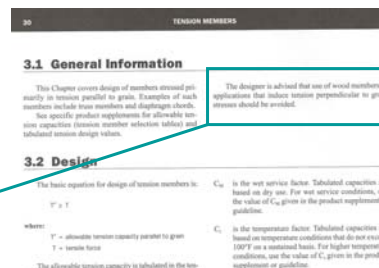 30
TENSION MEMBERS
3.1 General Information
This Chapter covers design of members stressed pri-
marily in tension parallel to grain. Examples of such
members include truss members and diaphragm chords.
See specific product supplements for allowable ten-
sion capacities (tension member selection tables) and
tabulated tension design values.
The designer is advised that use of wood members
applications that induce tension perpendicular to gr
stresses should be avoided.
3.2 Design
The basic equation for design of tension members is:
T' ≥ T
where:
T' = allowable tension capacity parallel to grain
T = tensile force
The allowable tension capacity is tabulated in the ten-
is the wet service factor. Tabulated capacities
based on dry use. For wet service conditions,
the value of given in the product supplement
guideline.
is the temperature factor. Tabulated capacities
based on temperature conditions that do not exc
100°F on a sustained basis. For higher temperat
conditions, use the value of given in the prod
supplement or guideline.